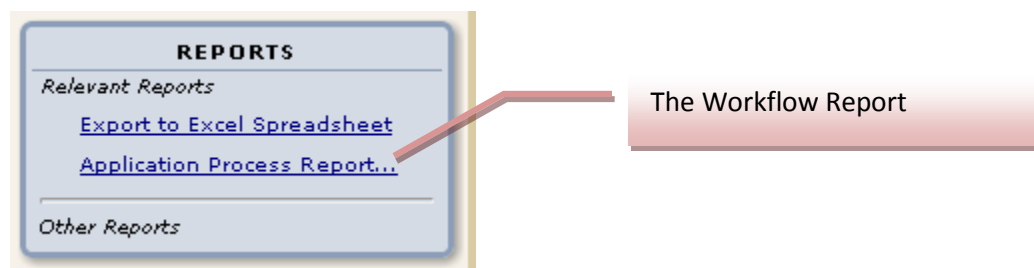 REPORTS
Relevant Reports
Export to Excel Spreadsheet
Application Process Report...
Other Reports
The Workflow Report